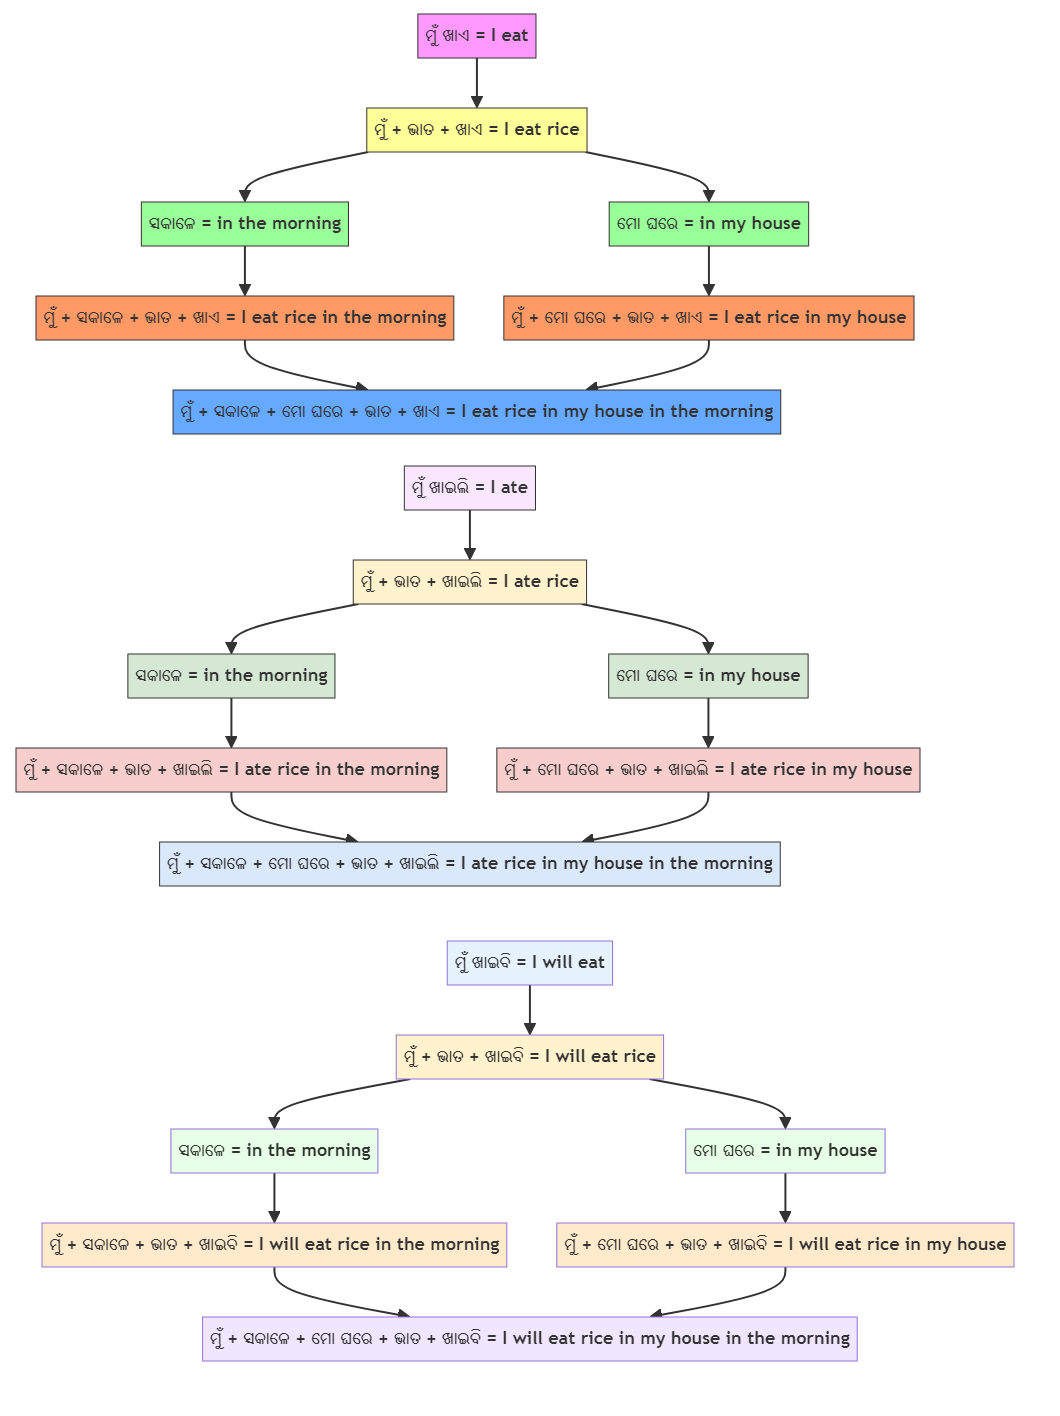 ମୁଁ ଖାଏ = I eat
ମୁଁ + ଭାତ + ଖାଏ = I eat rice
ସକାଳେ = in the morning
ମୋ ଘରେ = in my house
ମୁଁ + ସକାଳେ + ଭାତ + ଖାଏ = I eat rice in the morning
ମୁଁ + ମୋ ଘରେ + ଭାତ + ଖାଏ = I eat rice in my house
ମୁଁ + ସକାଳେ + ମୋ ଘରେ + ଭାତ + ଖାଏ = I eat rice in my house in the morning
ମୁଁ ଖାଇଲି = I ate
ମୁଁ + ଭାତ + ଖାଇଲି = I ate rice
ସକାଳେ = in the morning
ମୋ ଘରେ = in my house
ମୁଁ + ସକାଳେ + ଭାତ + ଖାଇଲି = I ate rice in the morning
ମୁଁ + ମୋ ଘରେ + ଭାତ + ଖାଇଲି = I ate rice in my house
ମୁଁ + ସକାଳେ + ମୋ ଘରେ + ଭାତ + ଖାଇଲି = I ate rice in my house in the morning
ମୁଁ ଖାଇବି = I will eat
ମୁଁ + ଭାତ + ଖାଇବି = I will eat rice
ସକାଳେ = in the morning
ମୋ ଘରେ = in my house
ମୁଁ + ସକାଳେ + ଭାତ + ଖାଇବି = I will eat rice in the morning
ମୁଁ + ମୋ ଘରେ + ଭାତ + ଖାଇବି = I will eat rice in my house
ମୁଁ + ସକାଳେ + ମୋ ଘରେ + ଭାତ + ଖାଇବି = I will eat rice in my house in the morning